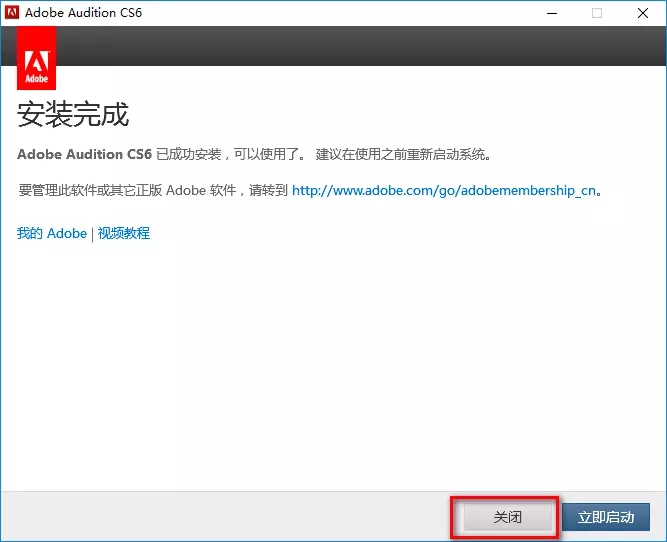 Adobe Audition CS6
Adobe
安装完成
Adobe Audition CS6 已成功安装，可以使用了。 建议在使用之前重新启动系统。
要管理此软件或其它正版 Adobe 软件，请转到 http://www.adobe.com/go/adobemembership_cn。
我的 Adobe | 视频教程
关闭 立即启动